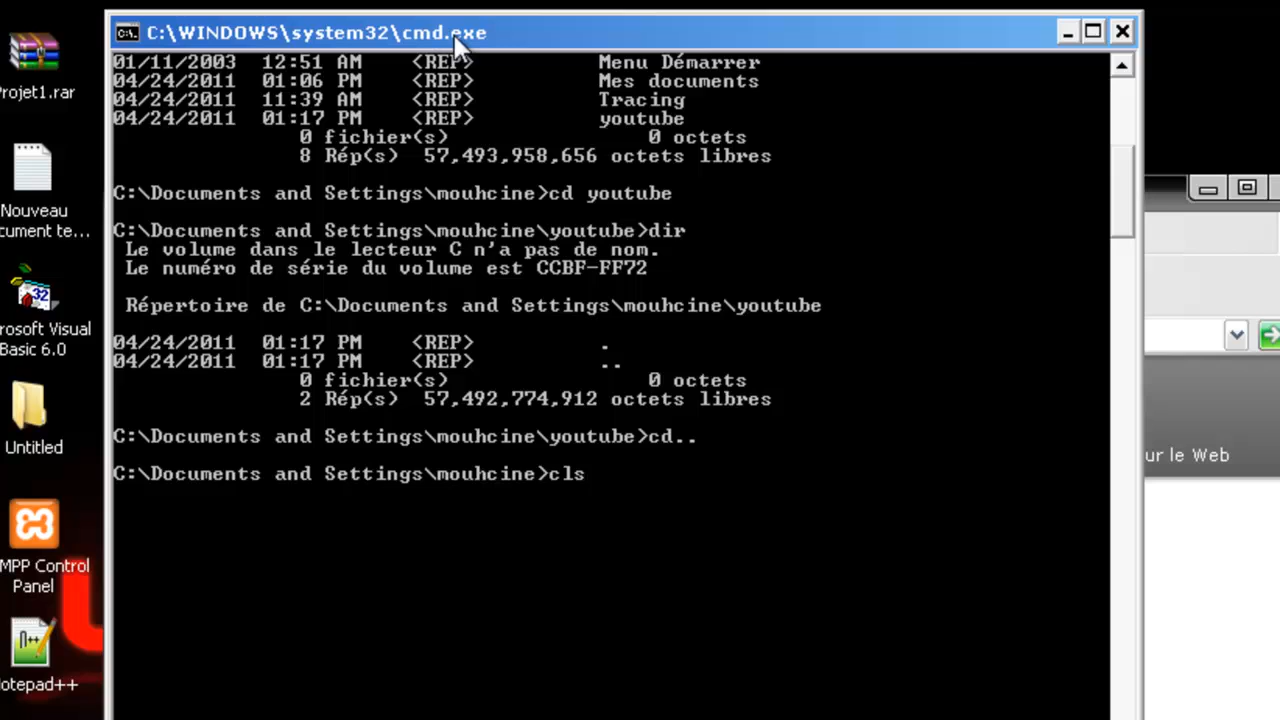 C:\WINDOWS\system32\cmd.exe
01/11/2003 12:51 AM <REP> Menu Démarrer
04/24/2011 01:06 PM <REP> Mes documents
04/24/2011 11:39 AM <REP> Tracing
04/24/2011 01:17 PM <REP> youtube
0 fichier(s) 0 octets
8 Rép(s) 57,493,958,656 octets libres
C:\Documents and Settings\mouhcine>cd youtube
C:\Documents and Settings\mouhcine\youtube>dir
Le volume dans le lecteur C n'a pas de nom.
Le numéro de série du volume est CCBF-FF72
Répertoire de C:\Documents and Settings\mouhcine\youtube
04/24/2011 01:17 PM <REP> .
04/24/2011 01:17 PM <REP> ..
0 fichier(s) 0 octets
2 Rép(s) 57,492,774,912 octets libres
C:\Documents and Settings\mouhcine\youtube>cd..
C:\Documents and Settings\mouhcine>cls
Projet1.rar
Nouveau
cument te...
32
rosoft Visual
Basic 6.0
Untitled
MPP Control
Panel
notepad++
ur le Web